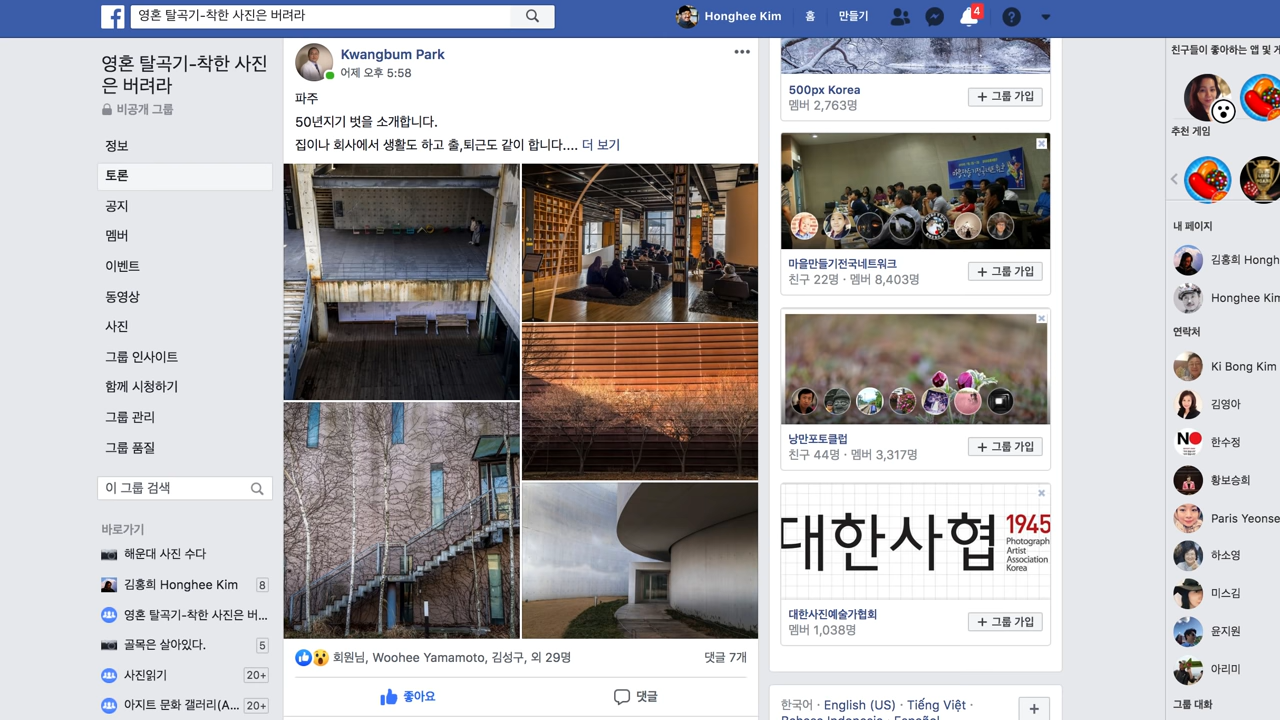 영혼 탈곡기-착한 사진은 버려라
Honghee Kim
홈
만들기
4
영혼 탈곡기-착한 사진
은 버려라
비공개 그룹
정보
토론
공지
멤버
이벤트
동영상
사진
그룹 인사이트
함께 시청하기
그룹 관리
그룹 품질
이 그룹 검색
바로가기
해운대 사진 수다
김홍희 Honghee Kim 8
영혼 탈곡기-착한 사진은 버...
골목은 살아있다. 5
사진읽기 20+
아지트 문화 갤러리(A... 20+
Kwangbum Park
어제 오후 5:58
파주
50년지기 벗을 소개합니다.
집이나 회사에서 생활도 하고 출,퇴근도 같이 합니다.... 더 보기
회원님, Woohee Yamamoto, 김성구, 외 29명
댓글 7개
좋아요
댓글
500px Korea
멤버 2,763명
+ 그룹 가입
마을만들기전국네트워크
친구 22명 · 멤버 8,403명
+ 그룹 가입
낭만포토클럽
친구 44명 · 멤버 3,317명
+ 그룹 가입
대한사협 1945
Photograph
Artist
Association
Korea
대한사진예술가협회
멤버 1,038명
+ 그룹 가입
한국어 · English (US) · Tiếng Việt ·
Bahasa Indonesia · Español
친구들이 좋아하는 앱 및 게
추천 게임
내 페이지
김홍희 Hongh
Honghee Kim
연락처
Ki Bong Kim
김영아
NO
한수정
황보승희
Paris Yeonse
하소영
미스김
윤지원
아리미
그룹 대화